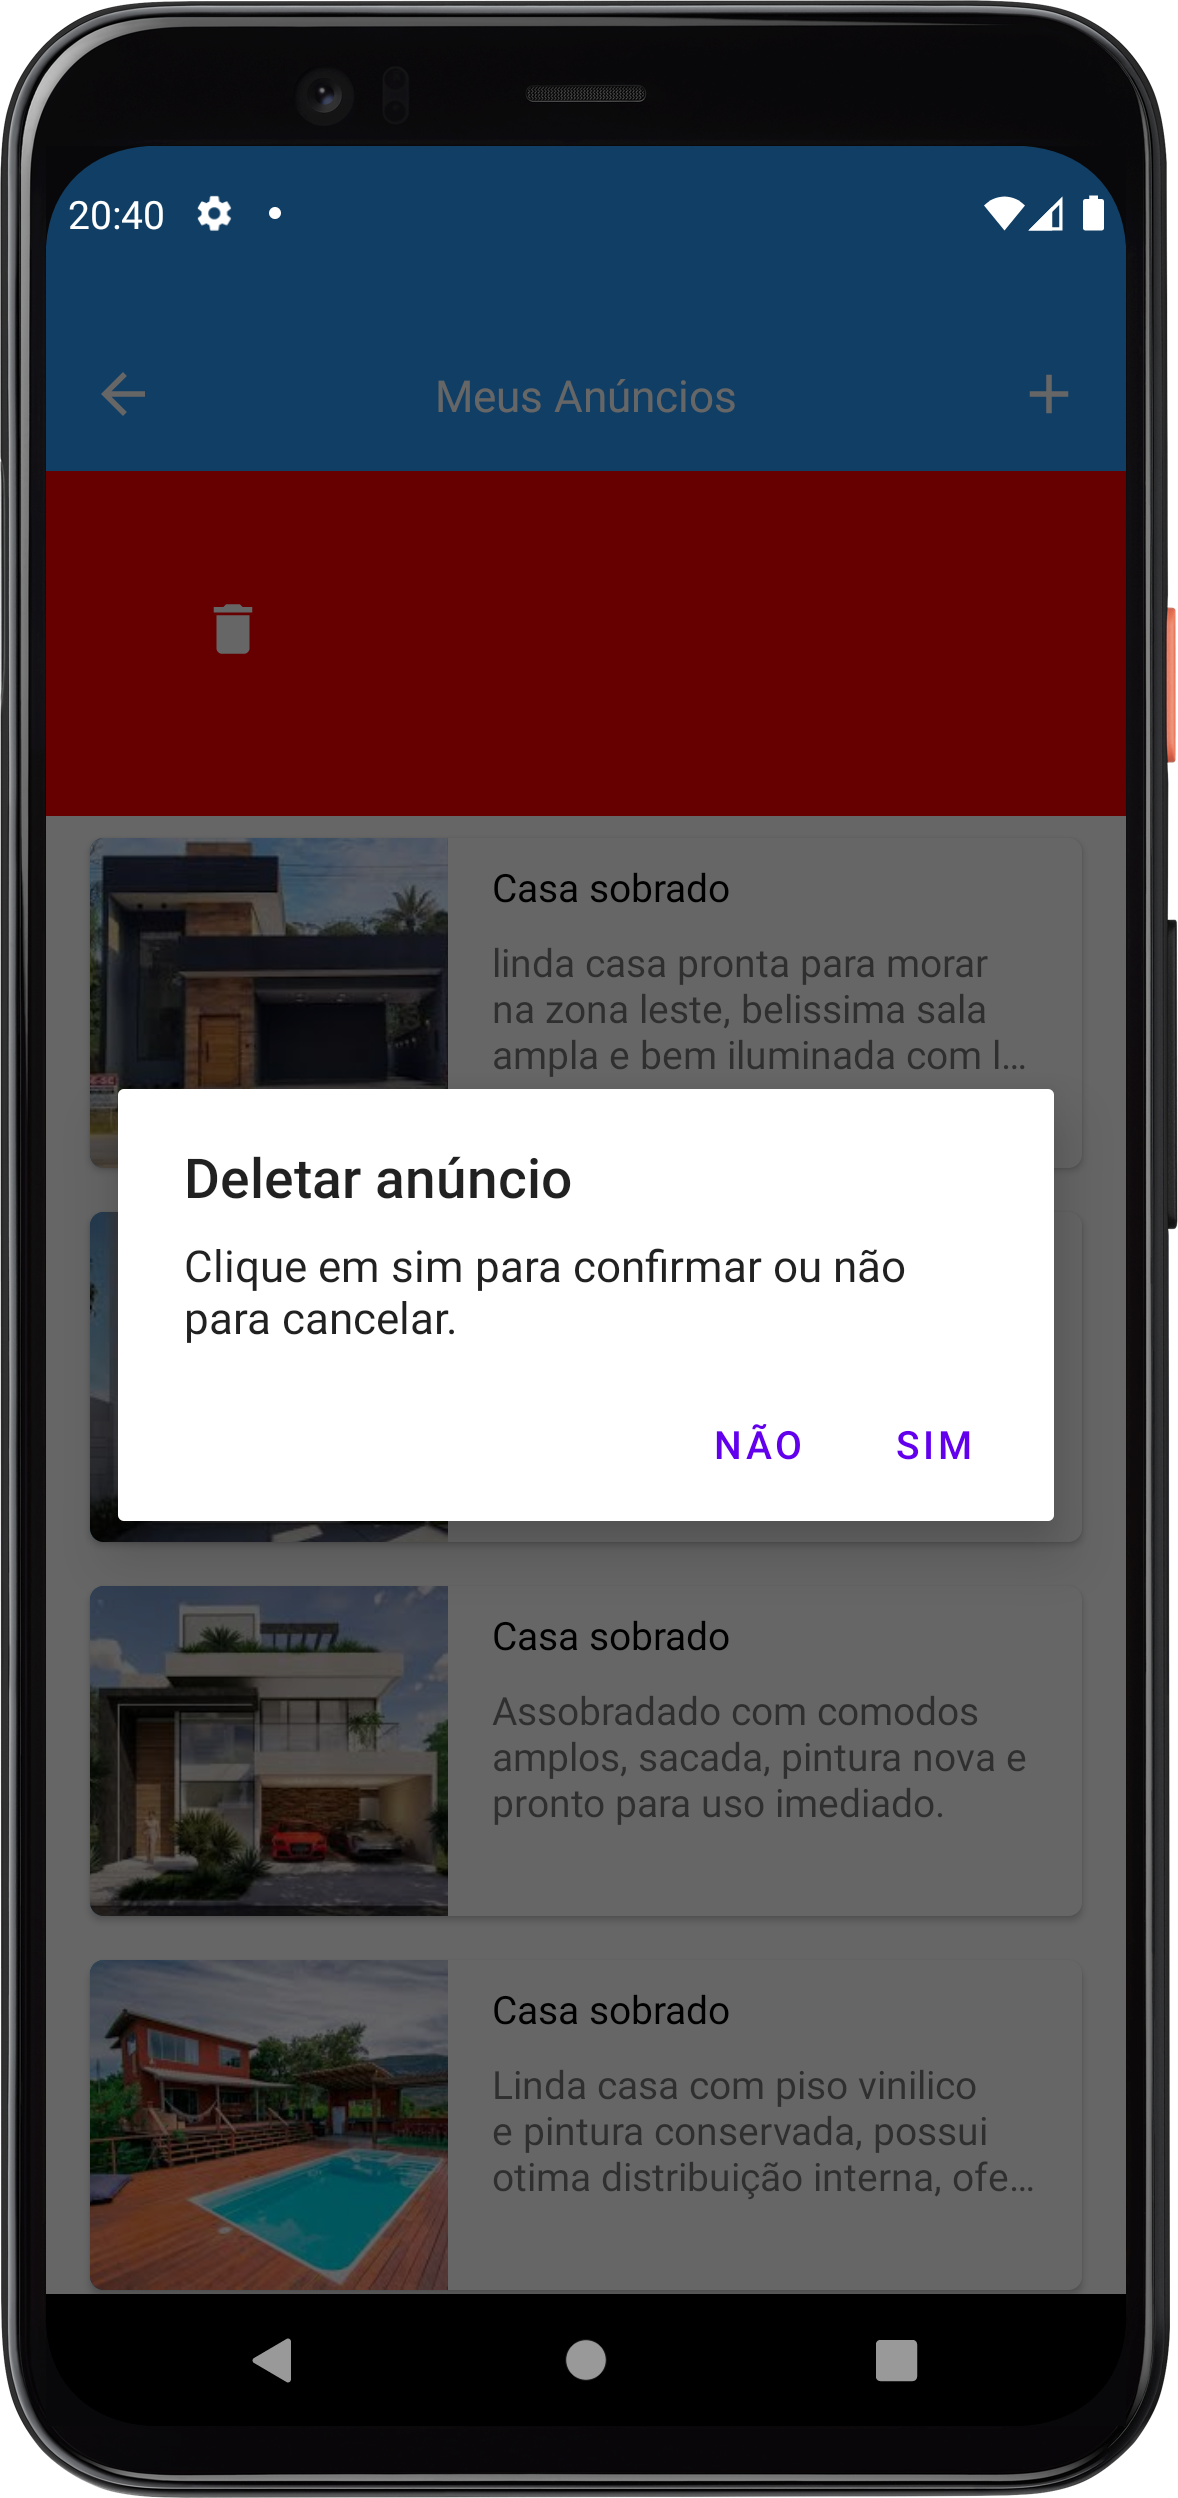 20:40
Meus Anúncios
Casa sobrado
linda casa pronta para morar
na zona leste, belissima sala
ampla e bem iluminada com l...
Deletar anúncio
Clique em sim para confirmar ou não
para cancelar.
NÃO SIM
Casa sobrado
Assobradado com comodos
amplos, sacada, pintura nova e
pronto para uso imediado.
Casa sobrado
Linda casa com piso vinilico
e pintura conservada, possui
otima distribuição interna, ofe...